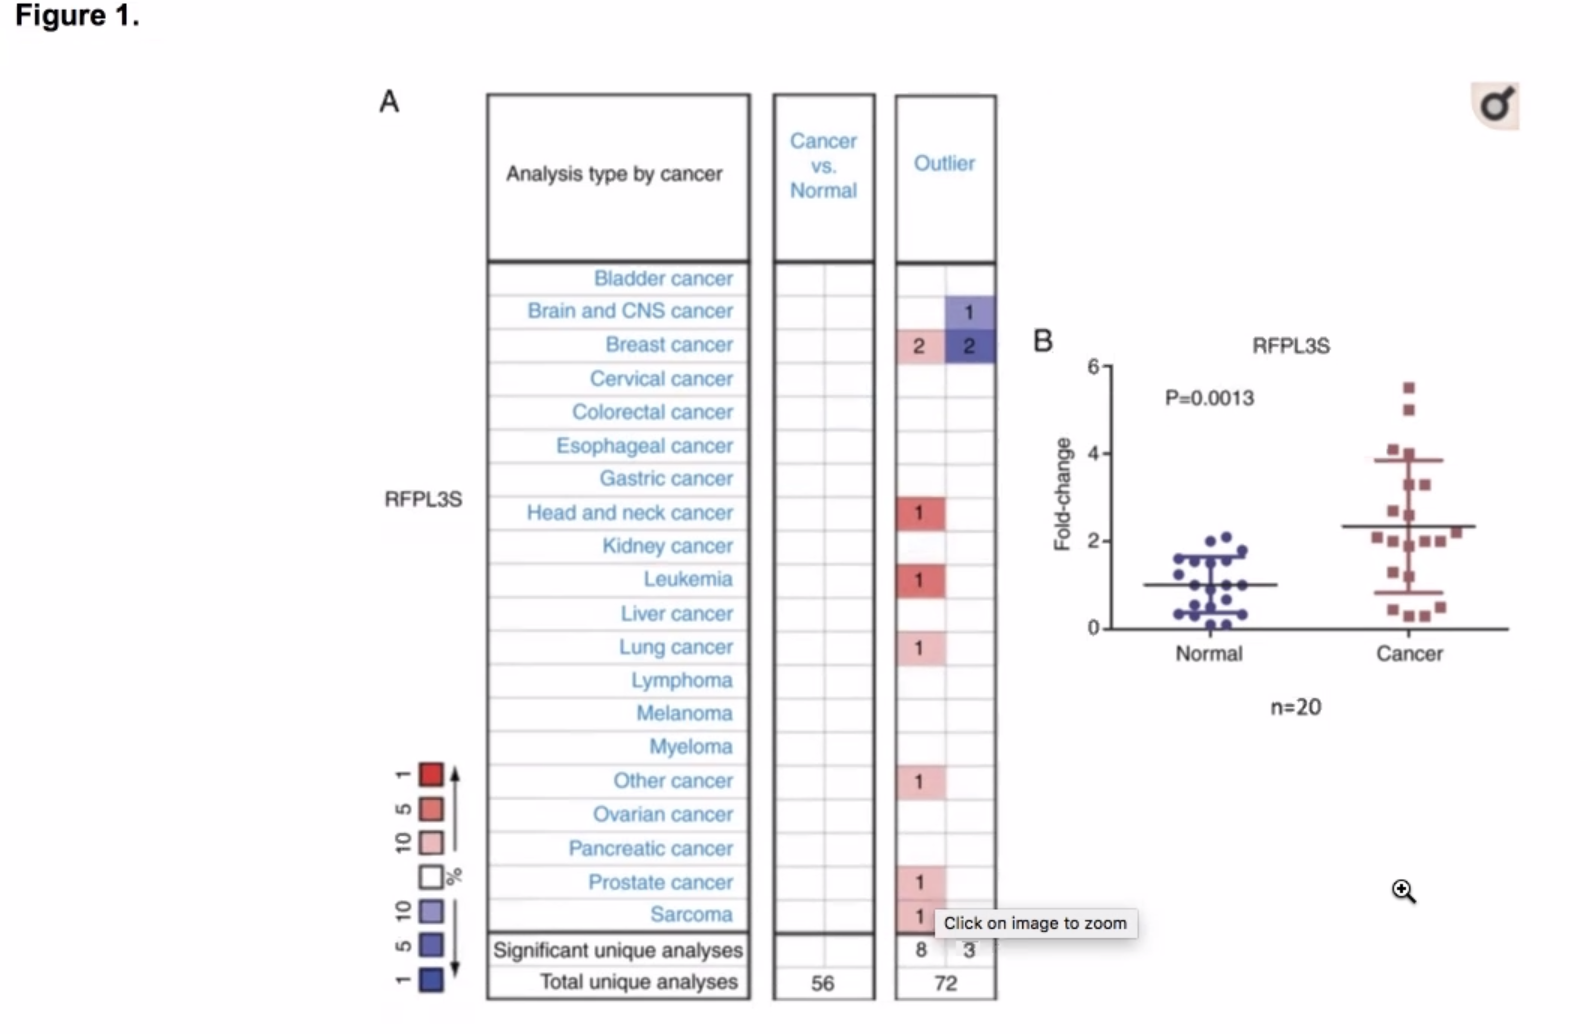 Figure 1.
A
Analysis type by cancer
Cancer
vs.
Normal
Outlier
RFPL3S
Bladder cancer
Brain and CNS cancer 1
Breast cancer 2 2
Cervical cancer
Colorectal cancer
Esophageal cancer
Gastric cancer
Head and neck cancer 1
Kidney cancer
Leukemia 1
Liver cancer
Lung cancer 1
Lymphoma
Melanoma
Myeloma
Other cancer 1
Ovarian cancer
Pancreatic cancer
Prostate cancer 1
Sarcoma 1
Click on image to zoom
Significant unique analyses 8 3
Total unique analyses 56 72
1
5
10
%
10
5
1
B
RFPL3S
P=0.0013
Fold-change
6
4
2
0
Normal Cancer
n=20